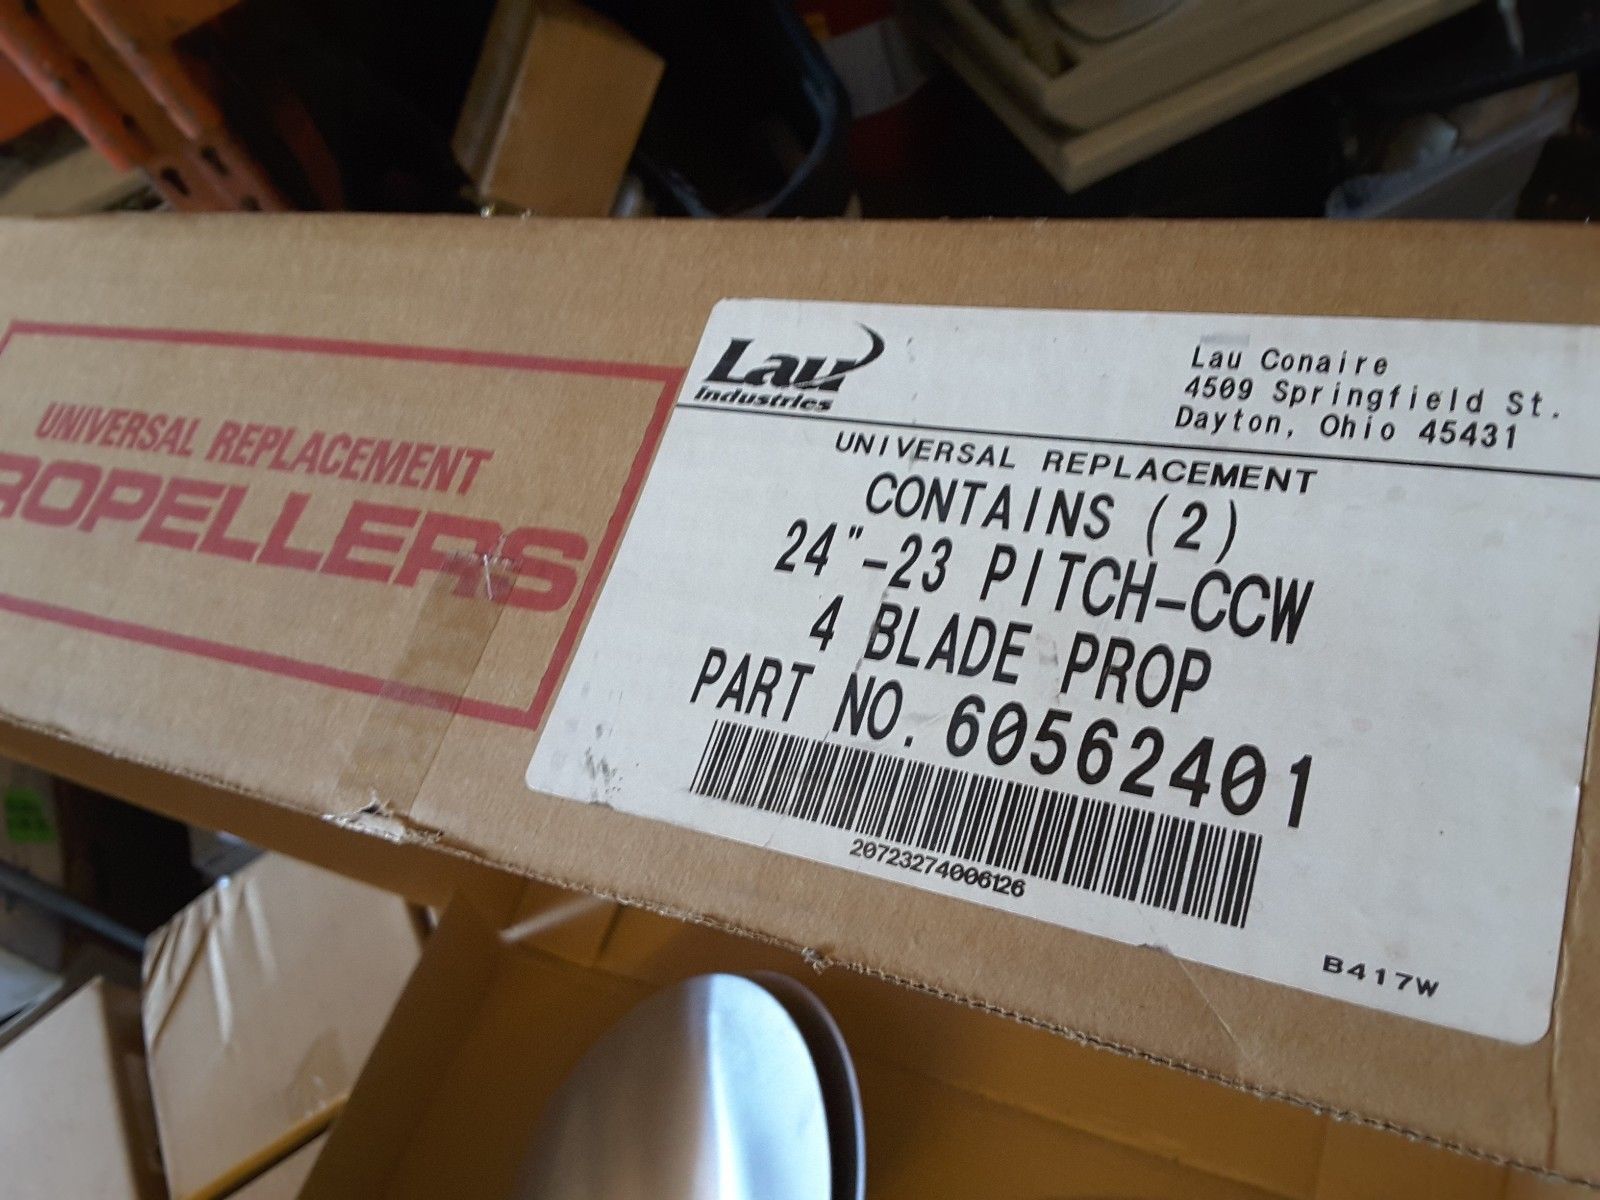 UNIVERSAL REPLACEMENT
ROPELLERS
Lau
Industries
Lau Conaire
4509 Springfield St.
Dayton, Ohio 45431
UNIVERSAL REPLACEMENT
CONTAINS (2)
24"-23 PITCH-CCW
4 BLADE PROP
PART NO. 60562401
20723274006126
B417W